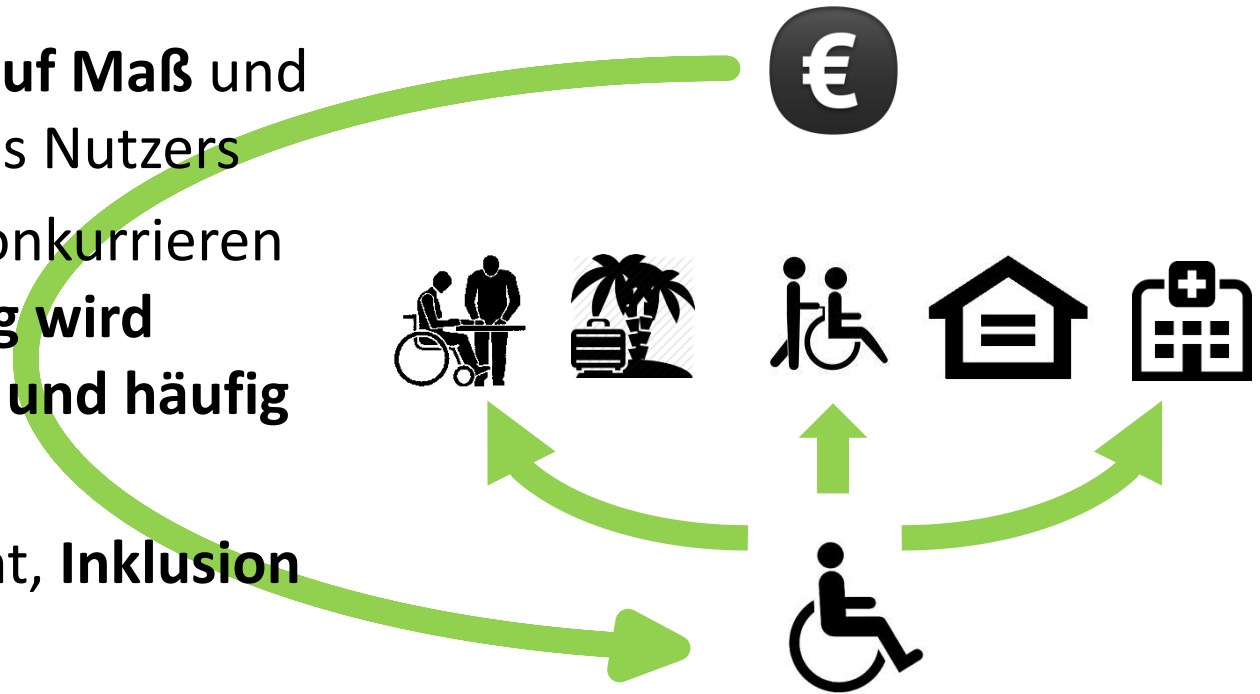 uf Maß und
s Nutzers
onkurrieren
g wird
und häufig
nt, Inklusion
€